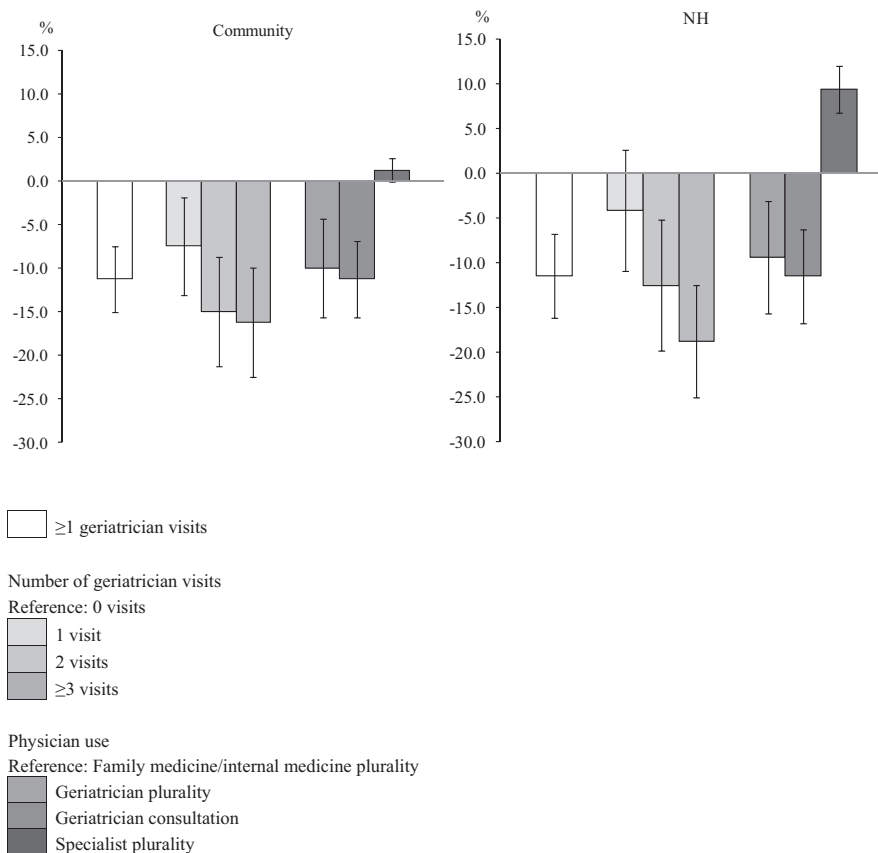 %
Community
15.0
10.0
5.0
0.0
-5.0
-10.0
-15.0
-20.0
-25.0
-30.0
%
NH
15.0
10.0
5.0
0.0
-5.0
-10.0
-15.0
-20.0
-25.0
-30.0
≥1 geriatrician visits
Number of geriatrician visits
Reference: 0 visits
1 visit
2 visits
≥3 visits
Physician use
Reference: Family medicine/internal medicine plurality
Geriatrician plurality
Geriatrician consultation
Specialist plurality